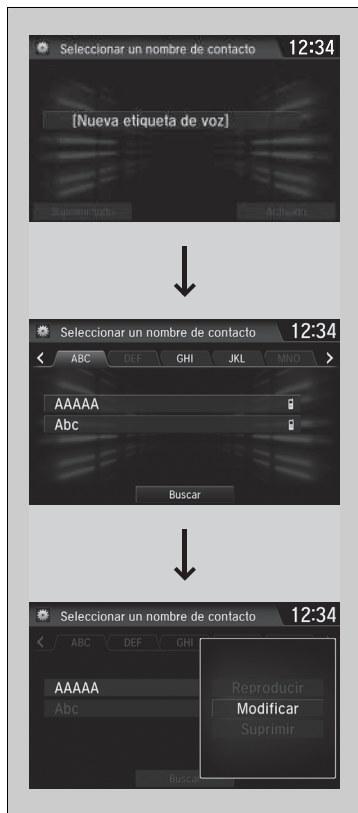 Seleccionar un nombre de contacto 12:34
[Nueva etiqueta de voz]
Suprimir todo
Seleccionar un nombre de contacto 12:34
< ABC DEF GHI JKL MNO >
AAAAA
Abc
Buscar
Seleccionar un nombre de contacto 12:34
< ABC DEF GHI
AAAAA
Abc
Reproducir
Modificar
Suprimir
Buscar